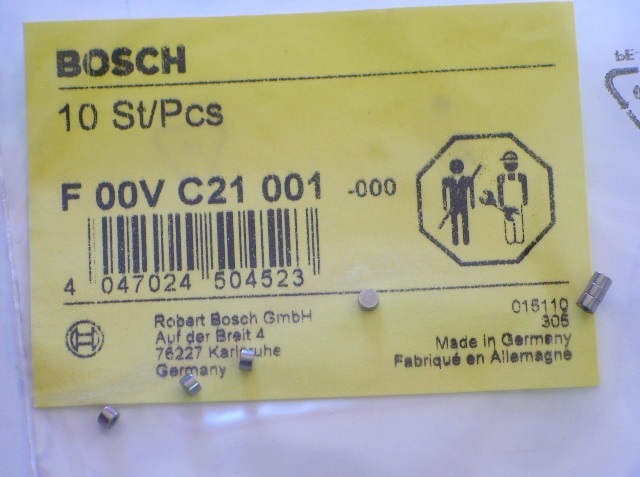 BOSCH
10 St/Pcs
F 00V C21 001 -000
4 047024 504523
Robert Bosch GmbH
Auf der Breit 4
76227 Karlsruhe
Germany
015110
305
Made in Germany
Fabriqué en Allemagne